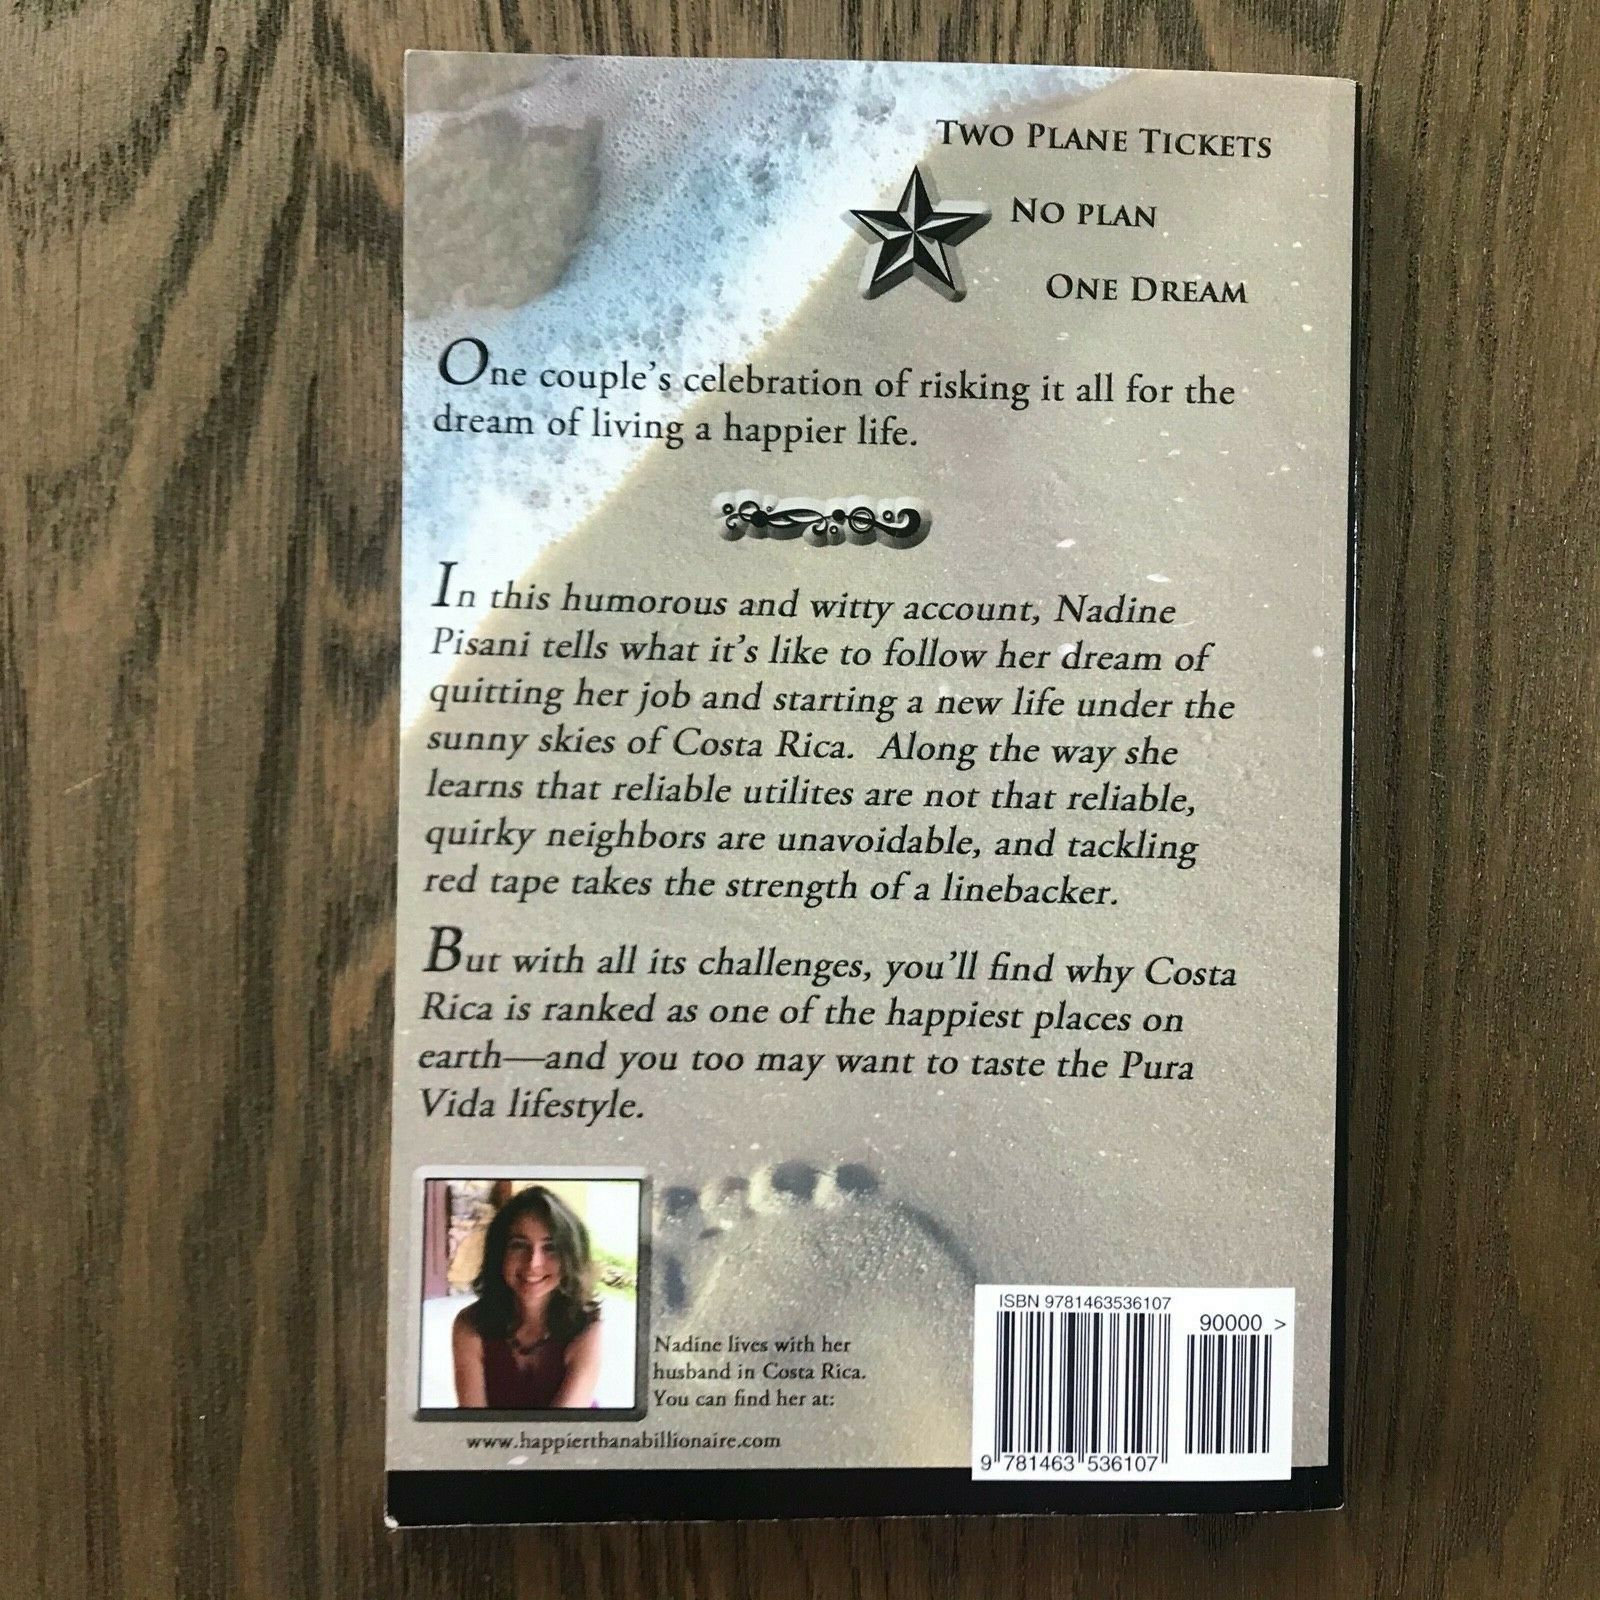 TWO PLANE TICKETS
NO PLAN
ONE DREAM
One couple's celebration of risking it all for the
dream of living a happier life.
In this humorous and witty account, Nadine
Pisani tells what it's like to follow her dream of
quitting her job and starting a new life under the
sunny skies of Costa Rica.  Along the way she
learns that reliable utilites are not that reliable,
quirky neighbors are unavoidable, and tackling
red tape takes the strength of a linebacker.
But with all its challenges, you'll find why Costa
Rica is ranked as one of the happiest places on
earth—and you too may want to taste the Pura
Vida lifestyle.
Nadine lives with her
husband in Costa Rica.
You can find her at:
www.happierthanabillionaire.com
ISBN 9781463536107
90000 >
9 781463 536107